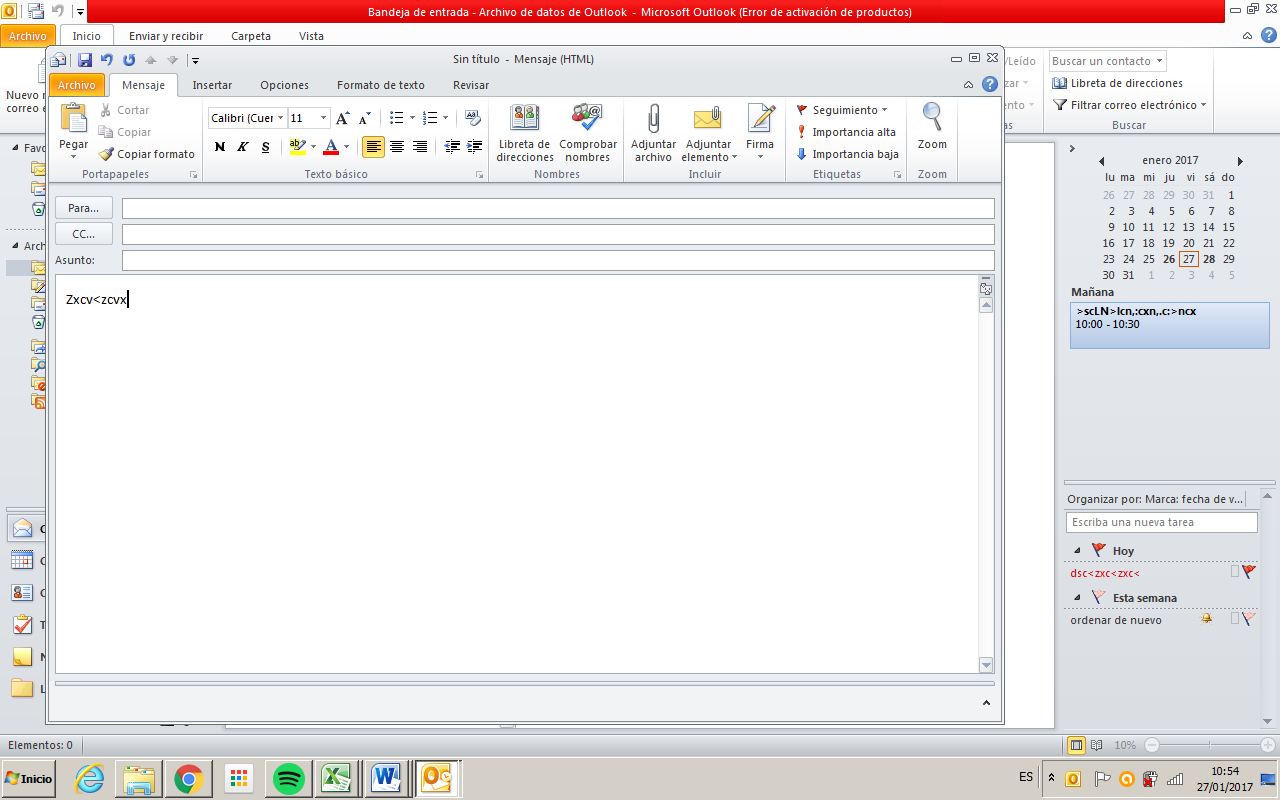 Bandeja de entrada - Archivo de datos de Outlook - Microsoft Outlook (Error de activación de productos)
Archivo Inicio Enviar y recibir Carpeta Vista
Sin título - Mensaje (HTML)
Archivo Mensaje Insertar Opciones Formato de texto Revisar
Nuevo
correo
Pegar
Cortar
Copiar
Copiar formato
Portapapeles
Calibri (Cuer 11
N K S
Texto básico
Libreta de direcciones
Comprobar nombres
Nombres
Adjuntar archivo
Adjuntar elemento
Firma
Incluir
Seguimiento
Importancia alta
Importancia baja
Etiquetas
Zoom
Zoom
Buscar un contacto
Libreta de direcciones
Filtrar correo electrónico
Buscar
Para...
CC...
Asunto:
Zxcv<zcvx
enero 2017
lu ma mi ju vi sá do
26 27 28 29 30 31 1
2 3 4 5 6 7 8
9 10 11 12 13 14 15
16 17 18 19 20 21 22
23 24 25 26 27 28 29
30 31 1 2 3 4 5
Mañana
>scLN>lcn,:cxn,.c:>ncx
10:00 - 10:30
Organizar por: Marca: fecha de v...
Escriba una nueva tarea
Hoy
dsc<zxc<zxc<
Esta semana
ordenar de nuevo
Elementos: 0
10%
Inicio
ES
10:54
27/01/2017